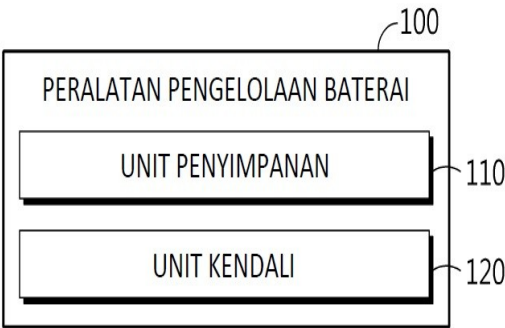 100
PERALATAN PENGELOLAAN BATERAI
UNIT PENYIMPANAN
110
UNIT KENDALI
120